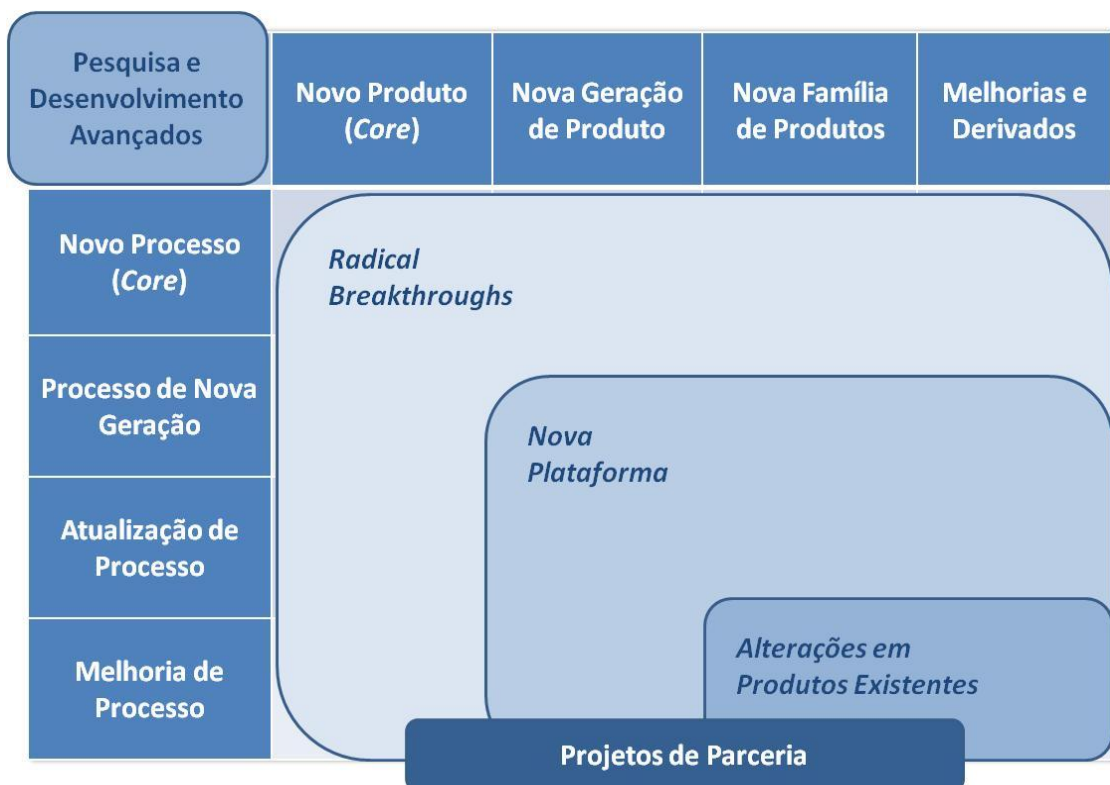 Pesquisa e
Desenvolvimento
Avançados
Novo Produto
(Core)
Nova Geração
de Produto
Nova Família
de Produtos
Melhorias e
Derivados
Novo Processo
(Core)
Radical
Breakthroughs
Processo de Nova
Geração
Nova
Plataforma
Atualização de
Processo
Melhoria de
Processo
Alterações em
Produtos Existentes
Projetos de Parceria